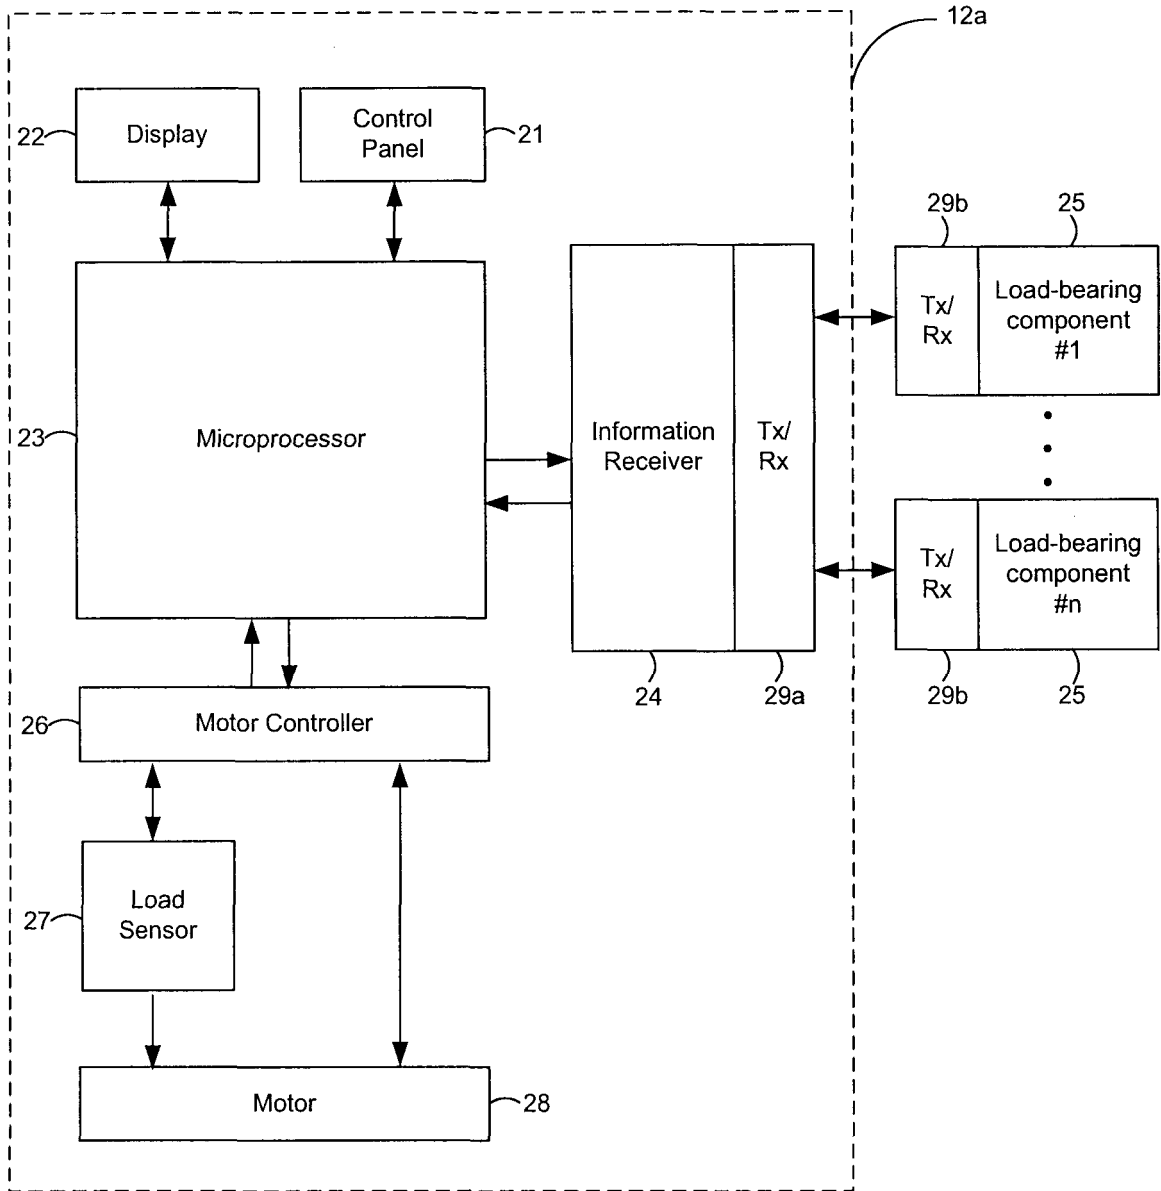 12a
22
Display
Control
Panel
21
29b
25
Tx/
Rx
Load-bearing
component
#1
23
Microprocessor
Information
Receiver
Tx/
Rx
Tx/
Rx
Load-bearing
component
#n
24
29a
29b
25
26
Motor Controller
27
Load
Sensor
Motor
28